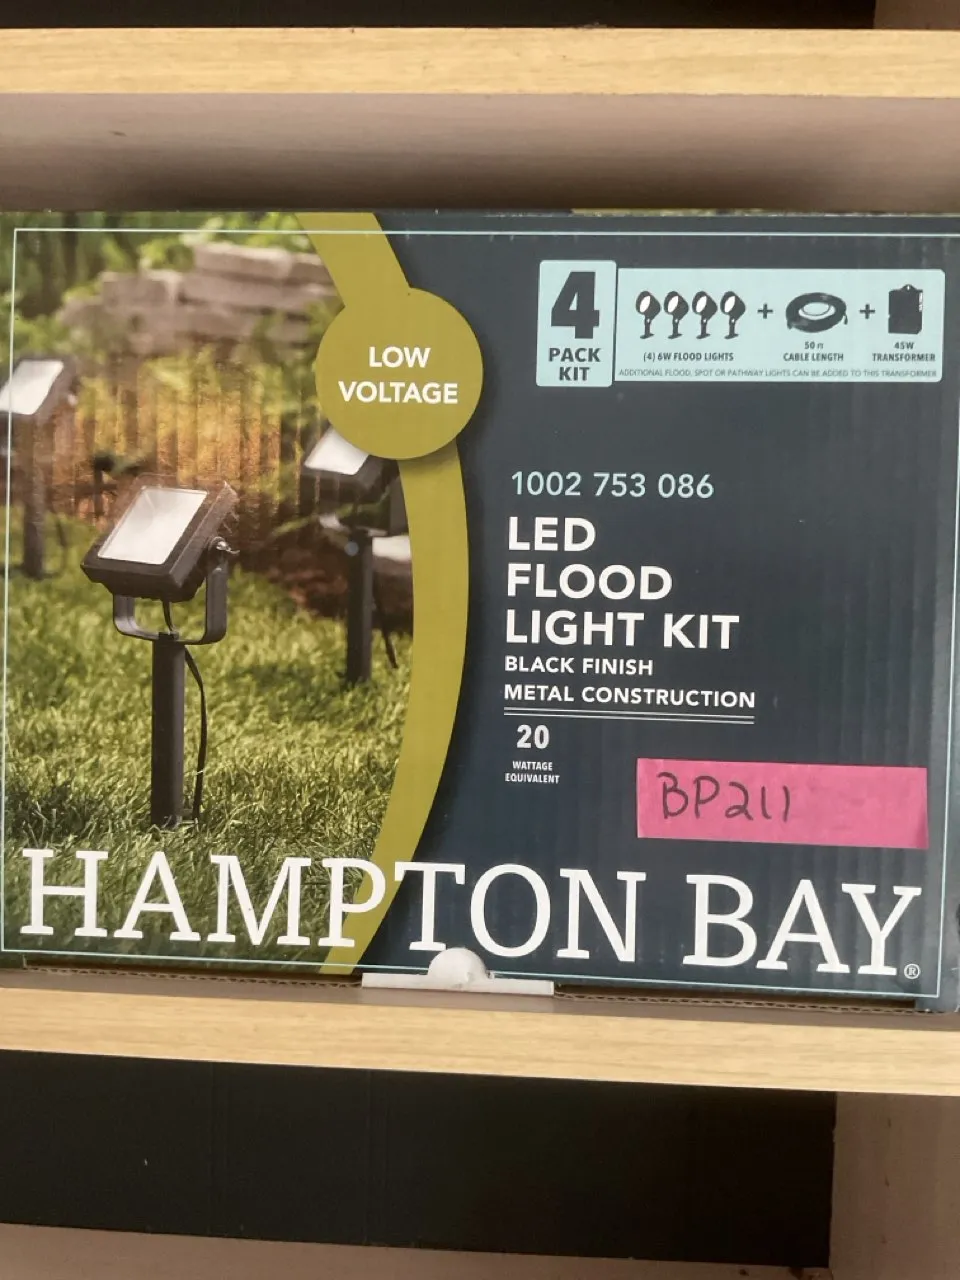 LOW
VOLTAGE
4
PACK
KIT
(4) 6W FLOOD LIGHTS
+
50 ft
CABLE LENGTH
+
45W
TRANSFORMER
ADDITIONAL FLOOD, SPOT OR PATHWAY LIGHTS CAN BE ADDED TO THIS TRANSFORMER
1002 753 086
LED
FLOOD
LIGHT KIT
BLACK FINISH
METAL CONSTRUCTION
20
WATTAGE
EQUIVALENT
BP211
HAMPTON BAY®